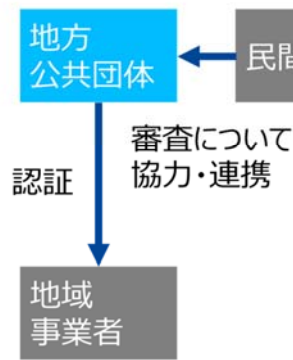 地方
公共団体
民間
審査について
協力・連携
認証
地域
事業者